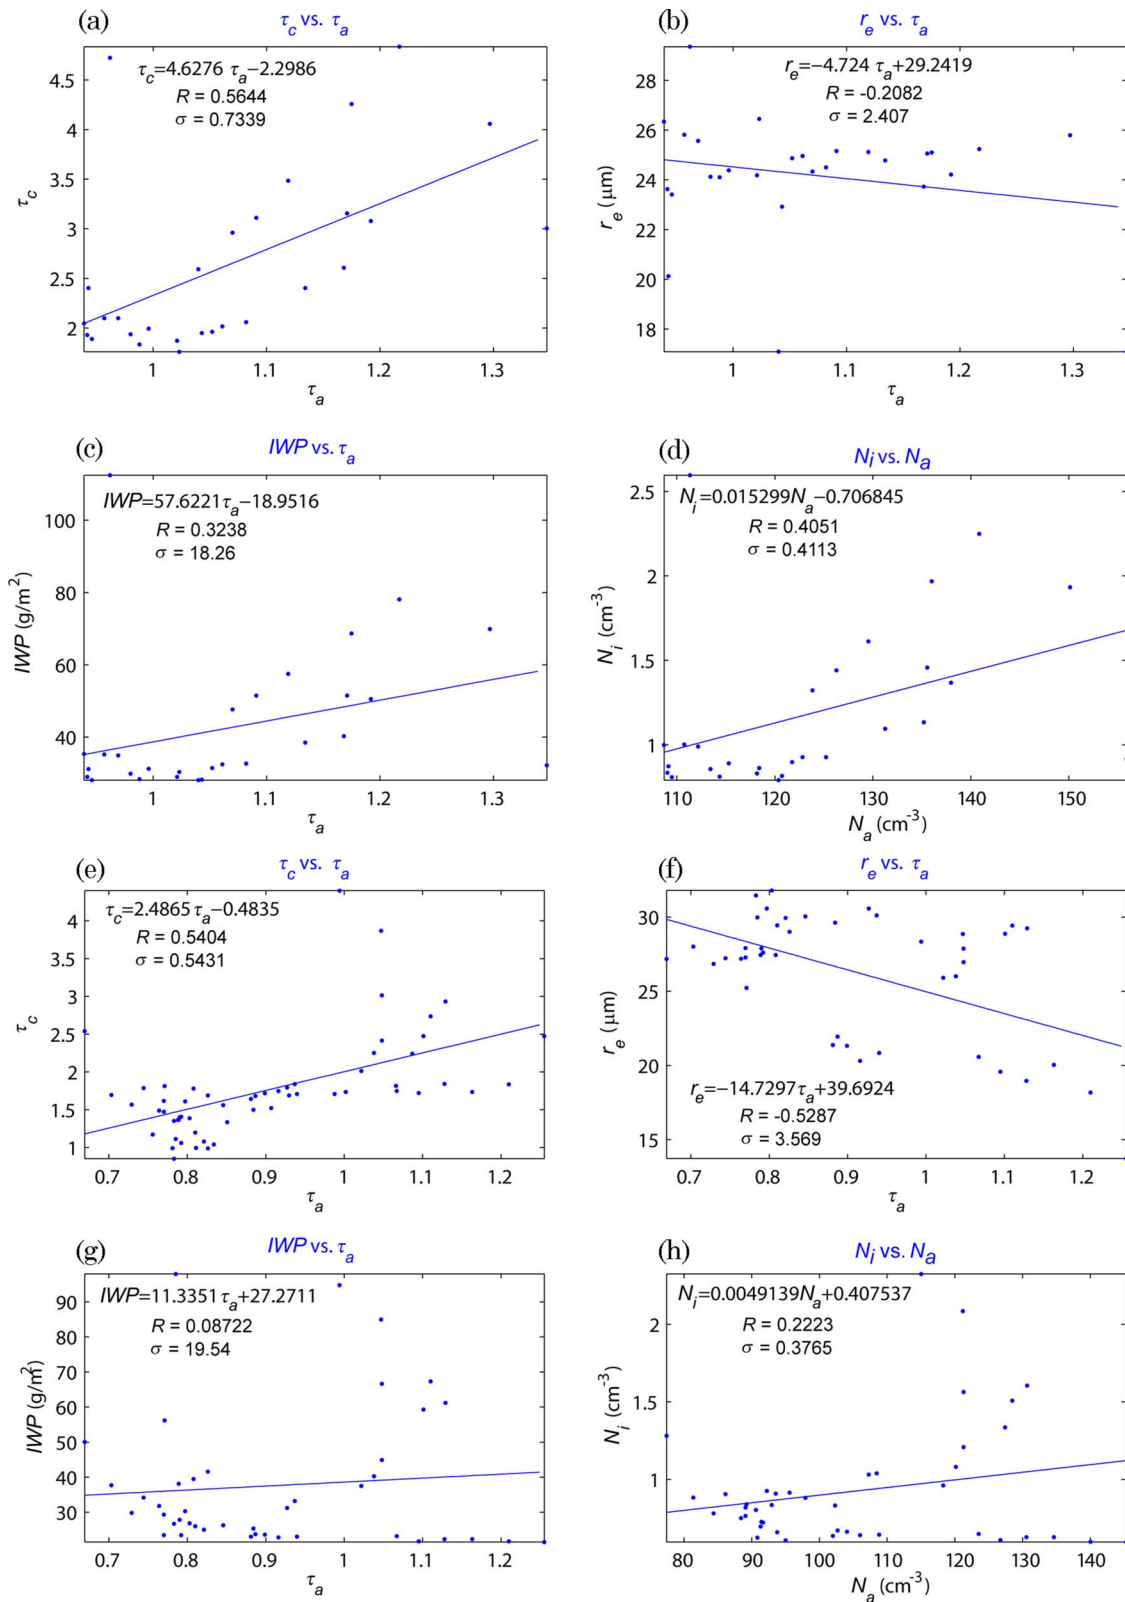 (a) τc vs. τa
τc=4.6276 τa−2.2986
R = 0.5644
σ = 0.7339
4.5
4
3.5
3
2.5
2
τc
1 1.1 1.2 1.3
τa
(b) re vs. τa
re=−4.724 τa+29.2419
R = -0.2082
σ = 2.407
28
26
24
22
20
18
re (μm)
1 1.1 1.2 1.3
τa
(c) IWP vs. τa
IWP=57.6221τa−18.9516
R = 0.3238
σ = 18.26
100
80
60
40
IWP (g/m²)
1 1.1 1.2 1.3
τa
(d) Ni vs. Na
Ni=0.015299Na−0.706845
R = 0.4051
σ = 0.4113
2.5
2
1.5
1
Ni (cm⁻³)
110 120 130 140 150
Na (cm⁻³)
(e) τc vs. τa
τc=2.4865τa−0.4835
R = 0.5404
σ = 0.5431
4
3.5
3
2.5
2
1.5
1
τc
0.7 0.8 0.9 1 1.1 1.2
τa
(f) re vs. τa
30
25
20
15
re (μm)
re=−14.7297τa+39.6924
R = -0.5287
σ = 3.569
0.7 0.8 0.9 1 1.1 1.2
τa
(g) IWP vs. τa
IWP=11.3351τa+27.2711
R = 0.08722
σ = 19.54
90
80
70
60
50
40
30
IWP (g/m²)
0.7 0.8 0.9 1 1.1 1.2
τa
(h) Ni vs. Na
Ni=0.0049139Na+0.407537
R = 0.2223
σ = 0.3765
2
1.5
1
Ni (cm⁻³)
80 90 100 110 120 130 140
Na (cm⁻³)